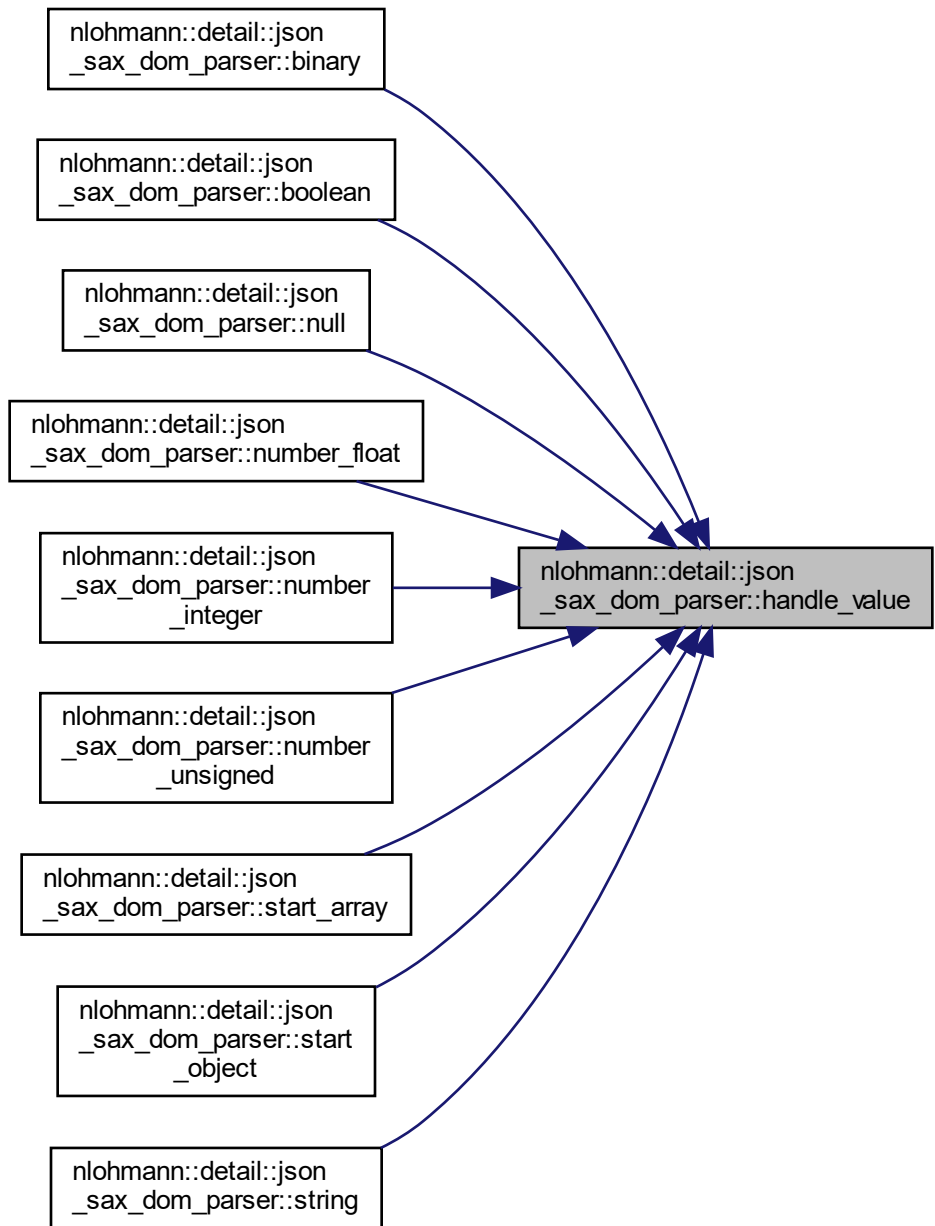 nlohmann::detail::json
_sax_dom_parser::binary
nlohmann::detail::json
_sax_dom_parser::boolean
nlohmann::detail::json
_sax_dom_parser::null
nlohmann::detail::json
_sax_dom_parser::number_float
nlohmann::detail::json
_sax_dom_parser::number
_integer
nlohmann::detail::json
_sax_dom_parser::handle_value
nlohmann::detail::json
_sax_dom_parser::number
_unsigned
nlohmann::detail::json
_sax_dom_parser::start_array
nlohmann::detail::json
_sax_dom_parser::start
_object
nlohmann::detail::json
_sax_dom_parser::string